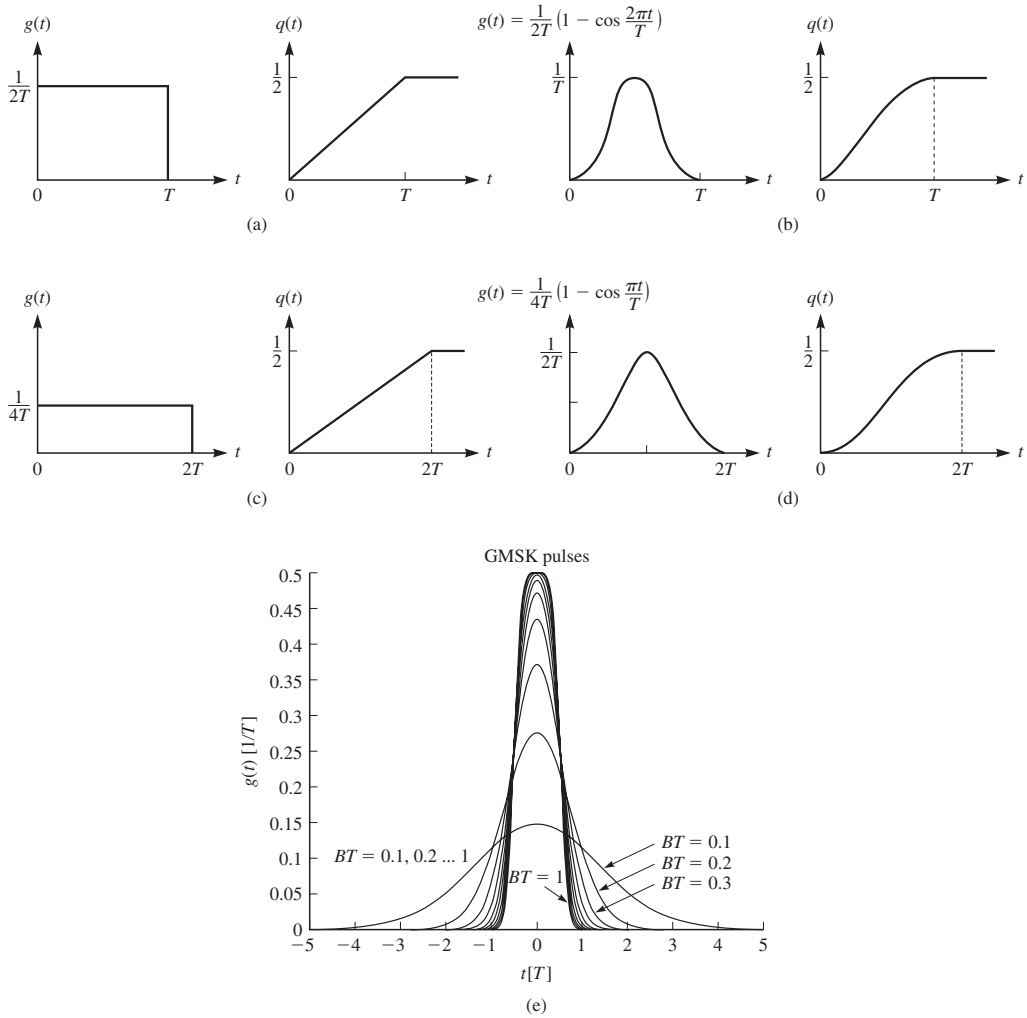 g(t)
1/2T
0
T
t
q(t)
1/2
0
T
t
(a)
g(t) = 1/2T (1 − cos 2πt/T)
1/T
0
T
t
q(t)
1/2
0
T
t
(b)
g(t)
1/4T
0
2T
t
q(t)
1/2
0
2T
t
(c)
g(t) = 1/4T (1 − cos πt/T)
1/2T
0
2T
t
q(t)
1/2
0
2T
t
(d)
GMSK pulses
0.5
0.45
0.4
0.35
0.3
0.25
0.2
0.15
0.1
0.05
0
g(t) [1/T]
BT = 0.1, 0.2 ... 1
BT = 1
BT = 0.1
BT = 0.2
BT = 0.3
−5 −4 −3 −2 −1 0 1 2 3 4 5
t[T]
(e)